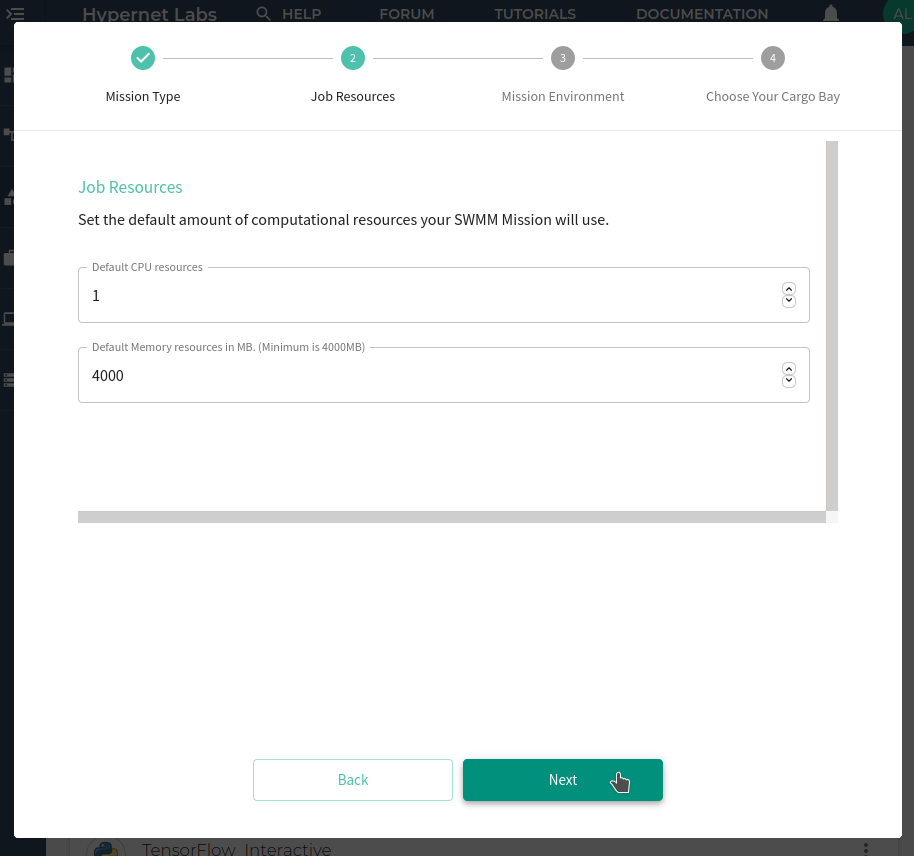 Hypernet Labs HELP FORUM TUTORIALS DOCUMENTATION AL
2 3 4
Mission Type Job Resources Mission Environment Choose Your Cargo Bay
Job Resources
Set the default amount of computational resources your SWMM Mission will use.
Default CPU resources
1
Default Memory resources in MB. (Minimum is 4000MB)
4000
Back Next
TensorFlow Interactive